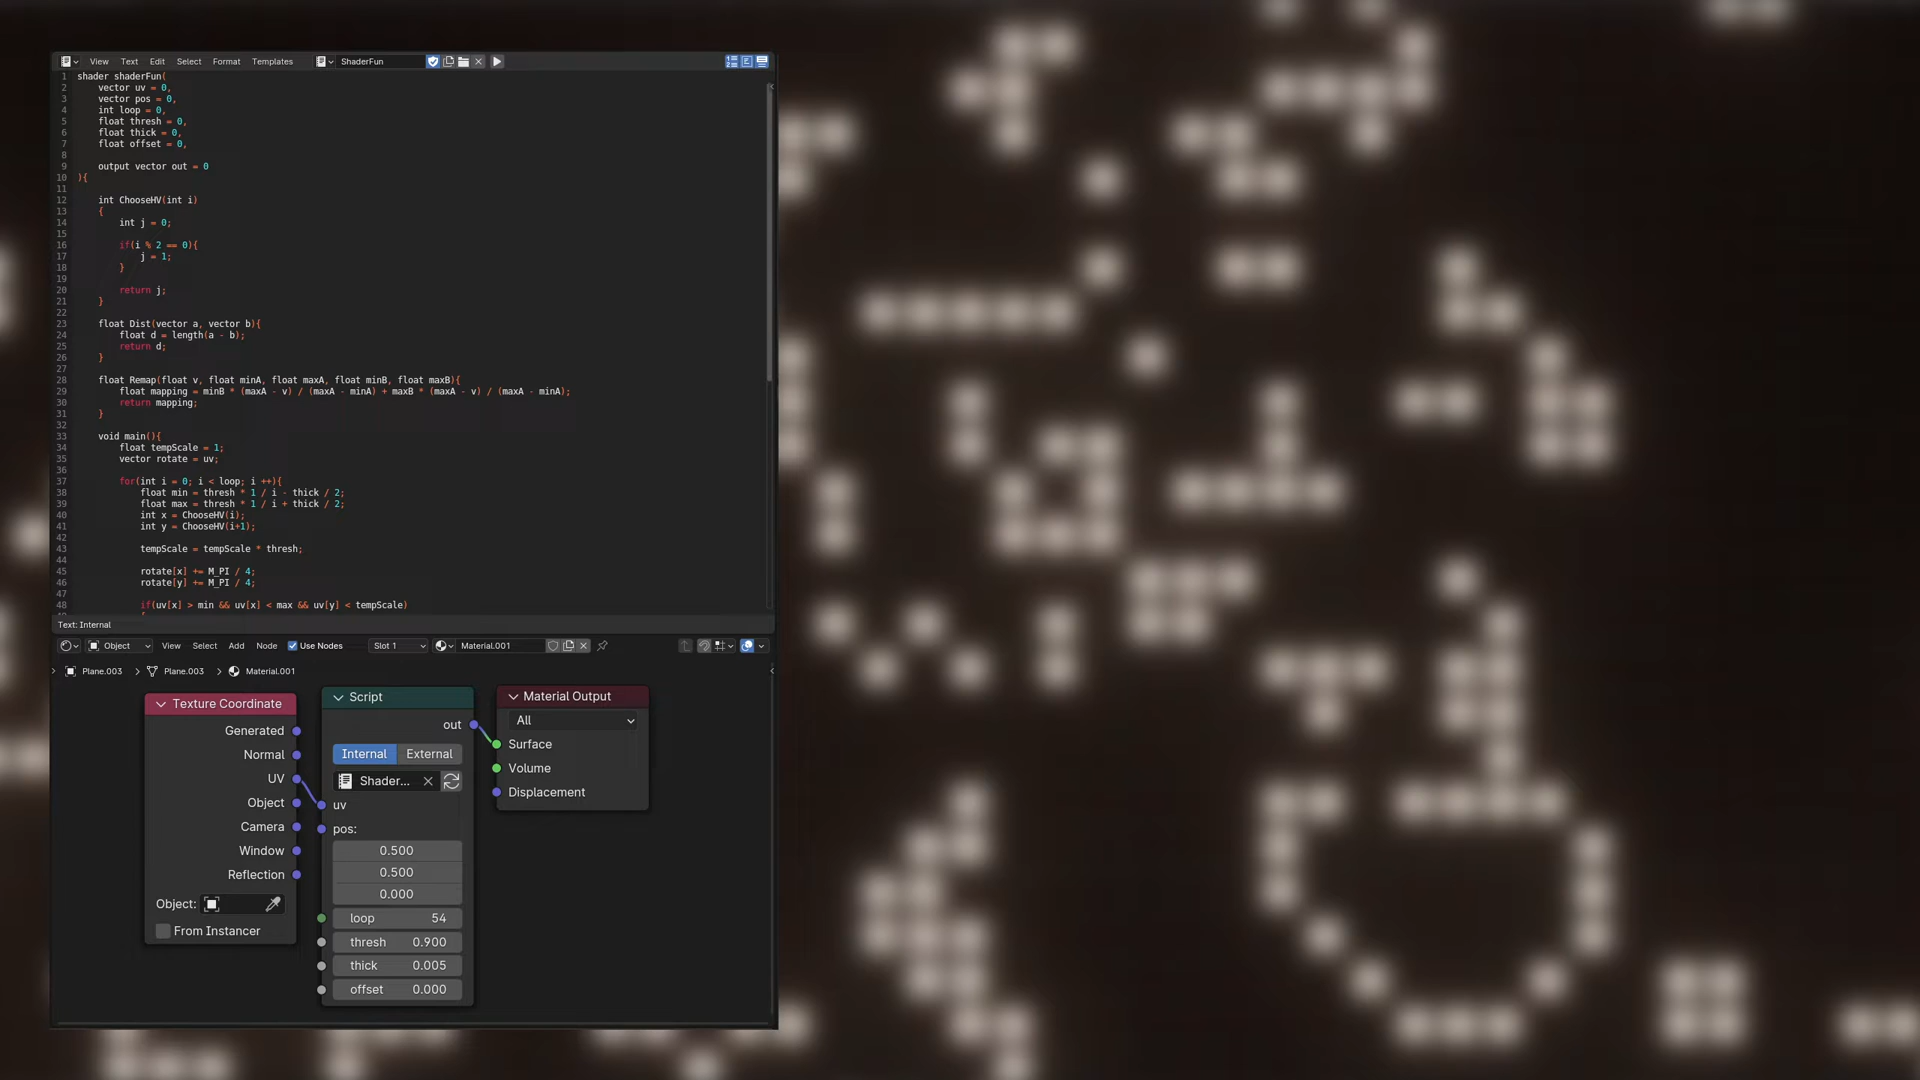 View Text Edit Select Format Templates ShaderFun
1 shader shaderFun(
2 vector uv = 0,
3 vector pos = 0,
4 int loop = 0,
5 float thresh = 0,
6 float thick = 0,
7 float offset = 0,
8
9 output vector out = 0
10 ){
11
12 int ChooseHV(int i)
13 {
14 int j = 0;
15
16 if(i % 2 == 0){
17 j = 1;
18 }
19
20 return j;
21 }
22
23 float Dist(vector a, vector b){
24 float d = length(a - b);
25 return d;
26 }
27
28 float Remap(float v, float minA, float maxA, float minB, float maxB){
29 float mapping = minB * (maxA - v) / (maxA - minA) + maxB * (maxA - v) / (maxA - minA);
30 return mapping;
31 }
32
33 void main(){
34 float tempScale = 1;
35 vector rotate = uv;
36
37 for(int i = 0; i < loop; i ++){
38 float min = thresh * 1 / i - thick / 2;
39 float max = thresh * 1 / i + thick / 2;
40 int x = ChooseHV(i);
41 int y = ChooseHV(i+1);
42
43 tempScale = tempScale * thresh;
44
45 rotate[x] += M_PI / 4;
46 rotate[y] += M_PI / 4;
47
48 if(uv[x] > min && uv[x] < max && uv[y] < tempScale)
Text: Internal
Object View Select Add Node Use Nodes Slot 1 Material.001
Plane.003 > Plane.003 > Material.001
Texture Coordinate
Generated
Normal
UV
Object
Camera
Window
Reflection
Object:
From Instancer
Script
out
Internal External
Shader...
uv
pos:
0.500
0.500
0.000
loop 54
thresh 0.900
thick 0.005
offset 0.000
Material Output
All
Surface
Volume
Displacement